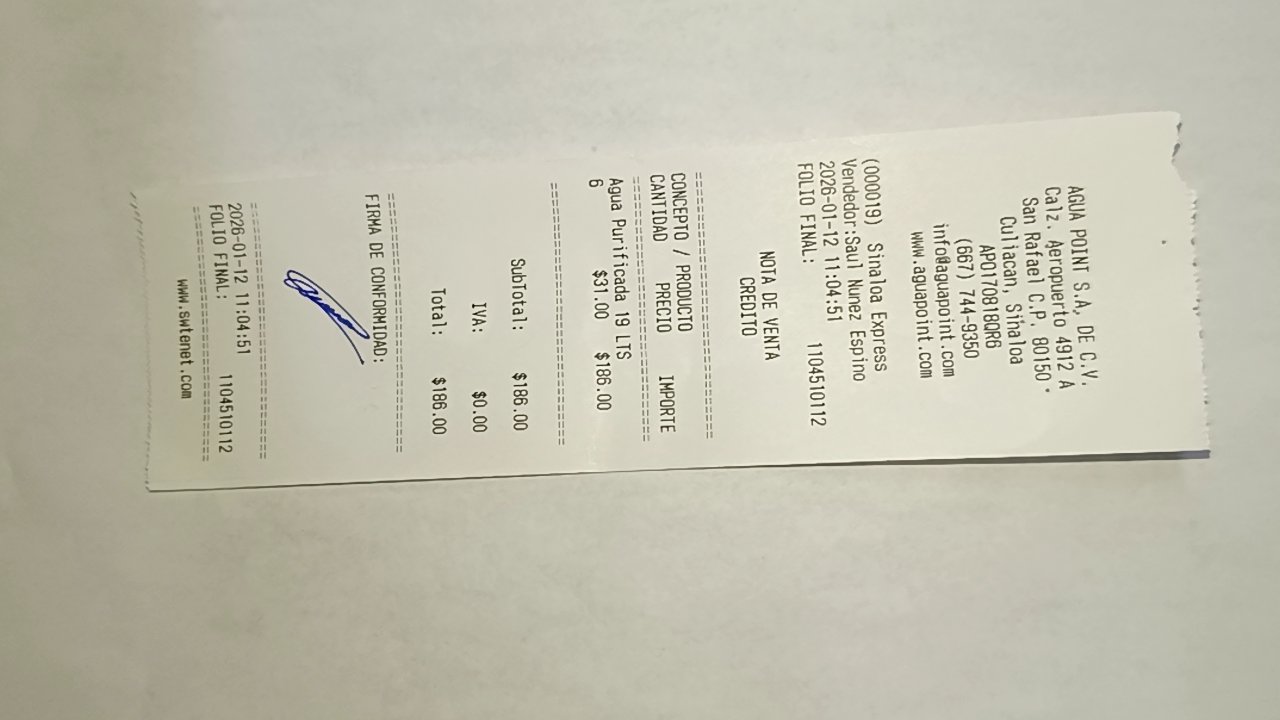 AGUA POINT S.A, DE C.V.
Calz. Aeropuerto 4912 A
San Rafael C.P. 80150
Culiacan, Sinaloa
APO170818QR6
(667) 744-9350
info@aguapoint.com
www.aguapoint.com
(000019) Sinaloa Express
Vendedor:Saul Nunez Espino
2026-01-12 11:04:51
FOLIO FINAL: 1104510112
NOTA DE VENTA
CREDITO
==============================
CONCEPTO / PRODUCTO
CANTIDAD PRECIO IMPORTE
==============================
Agua Purificada 19 LTS
6 $31.00 $186.00
==============================
SubTotal: $186.00
IVA: $0.00
Total: $186.00
==============================
FIRMA DE CONFORMIDAD:
==============================
2026-01-12 11:04:51
FOLIO FINAL: 1104510112
==============================
www.swtenet.com